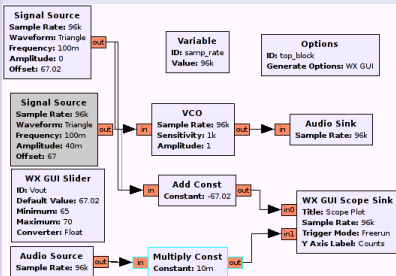 Signal Source
Sample Rate: 96k
Waveform: Triangle
Frequency: 100m
Amplitude: 0
Offset: 67.02
out
Variable
ID: samp_rate
Value: 96k
Options
ID: top_block
Generate Options: WX GUI
Signal Source
Sample Rate: 96k
Waveform: Triangle
Frequency: 100m
Amplitude: 40m
Offset: 67
out
in
VCO
Sample Rate: 96k
Sensitivity: 1k
Amplitude: 1
out
in
Audio Sink
Sample Rate: 96k
WX GUI Slider
ID: Vout
Default Value: 67.02
Minimum: 65
Maximum: 70
Converter: Float
in
Add Const
Constant: -67.02
out
in0
in1
WX GUI Scope Sink
Title: Scope Plot
Sample Rate: 96k
Trigger Mode: Freerun
Y Axis Label: Counts
Audio Source
Sample Rate: 96k
out
in
Multiply Const
Constant: 10m
out